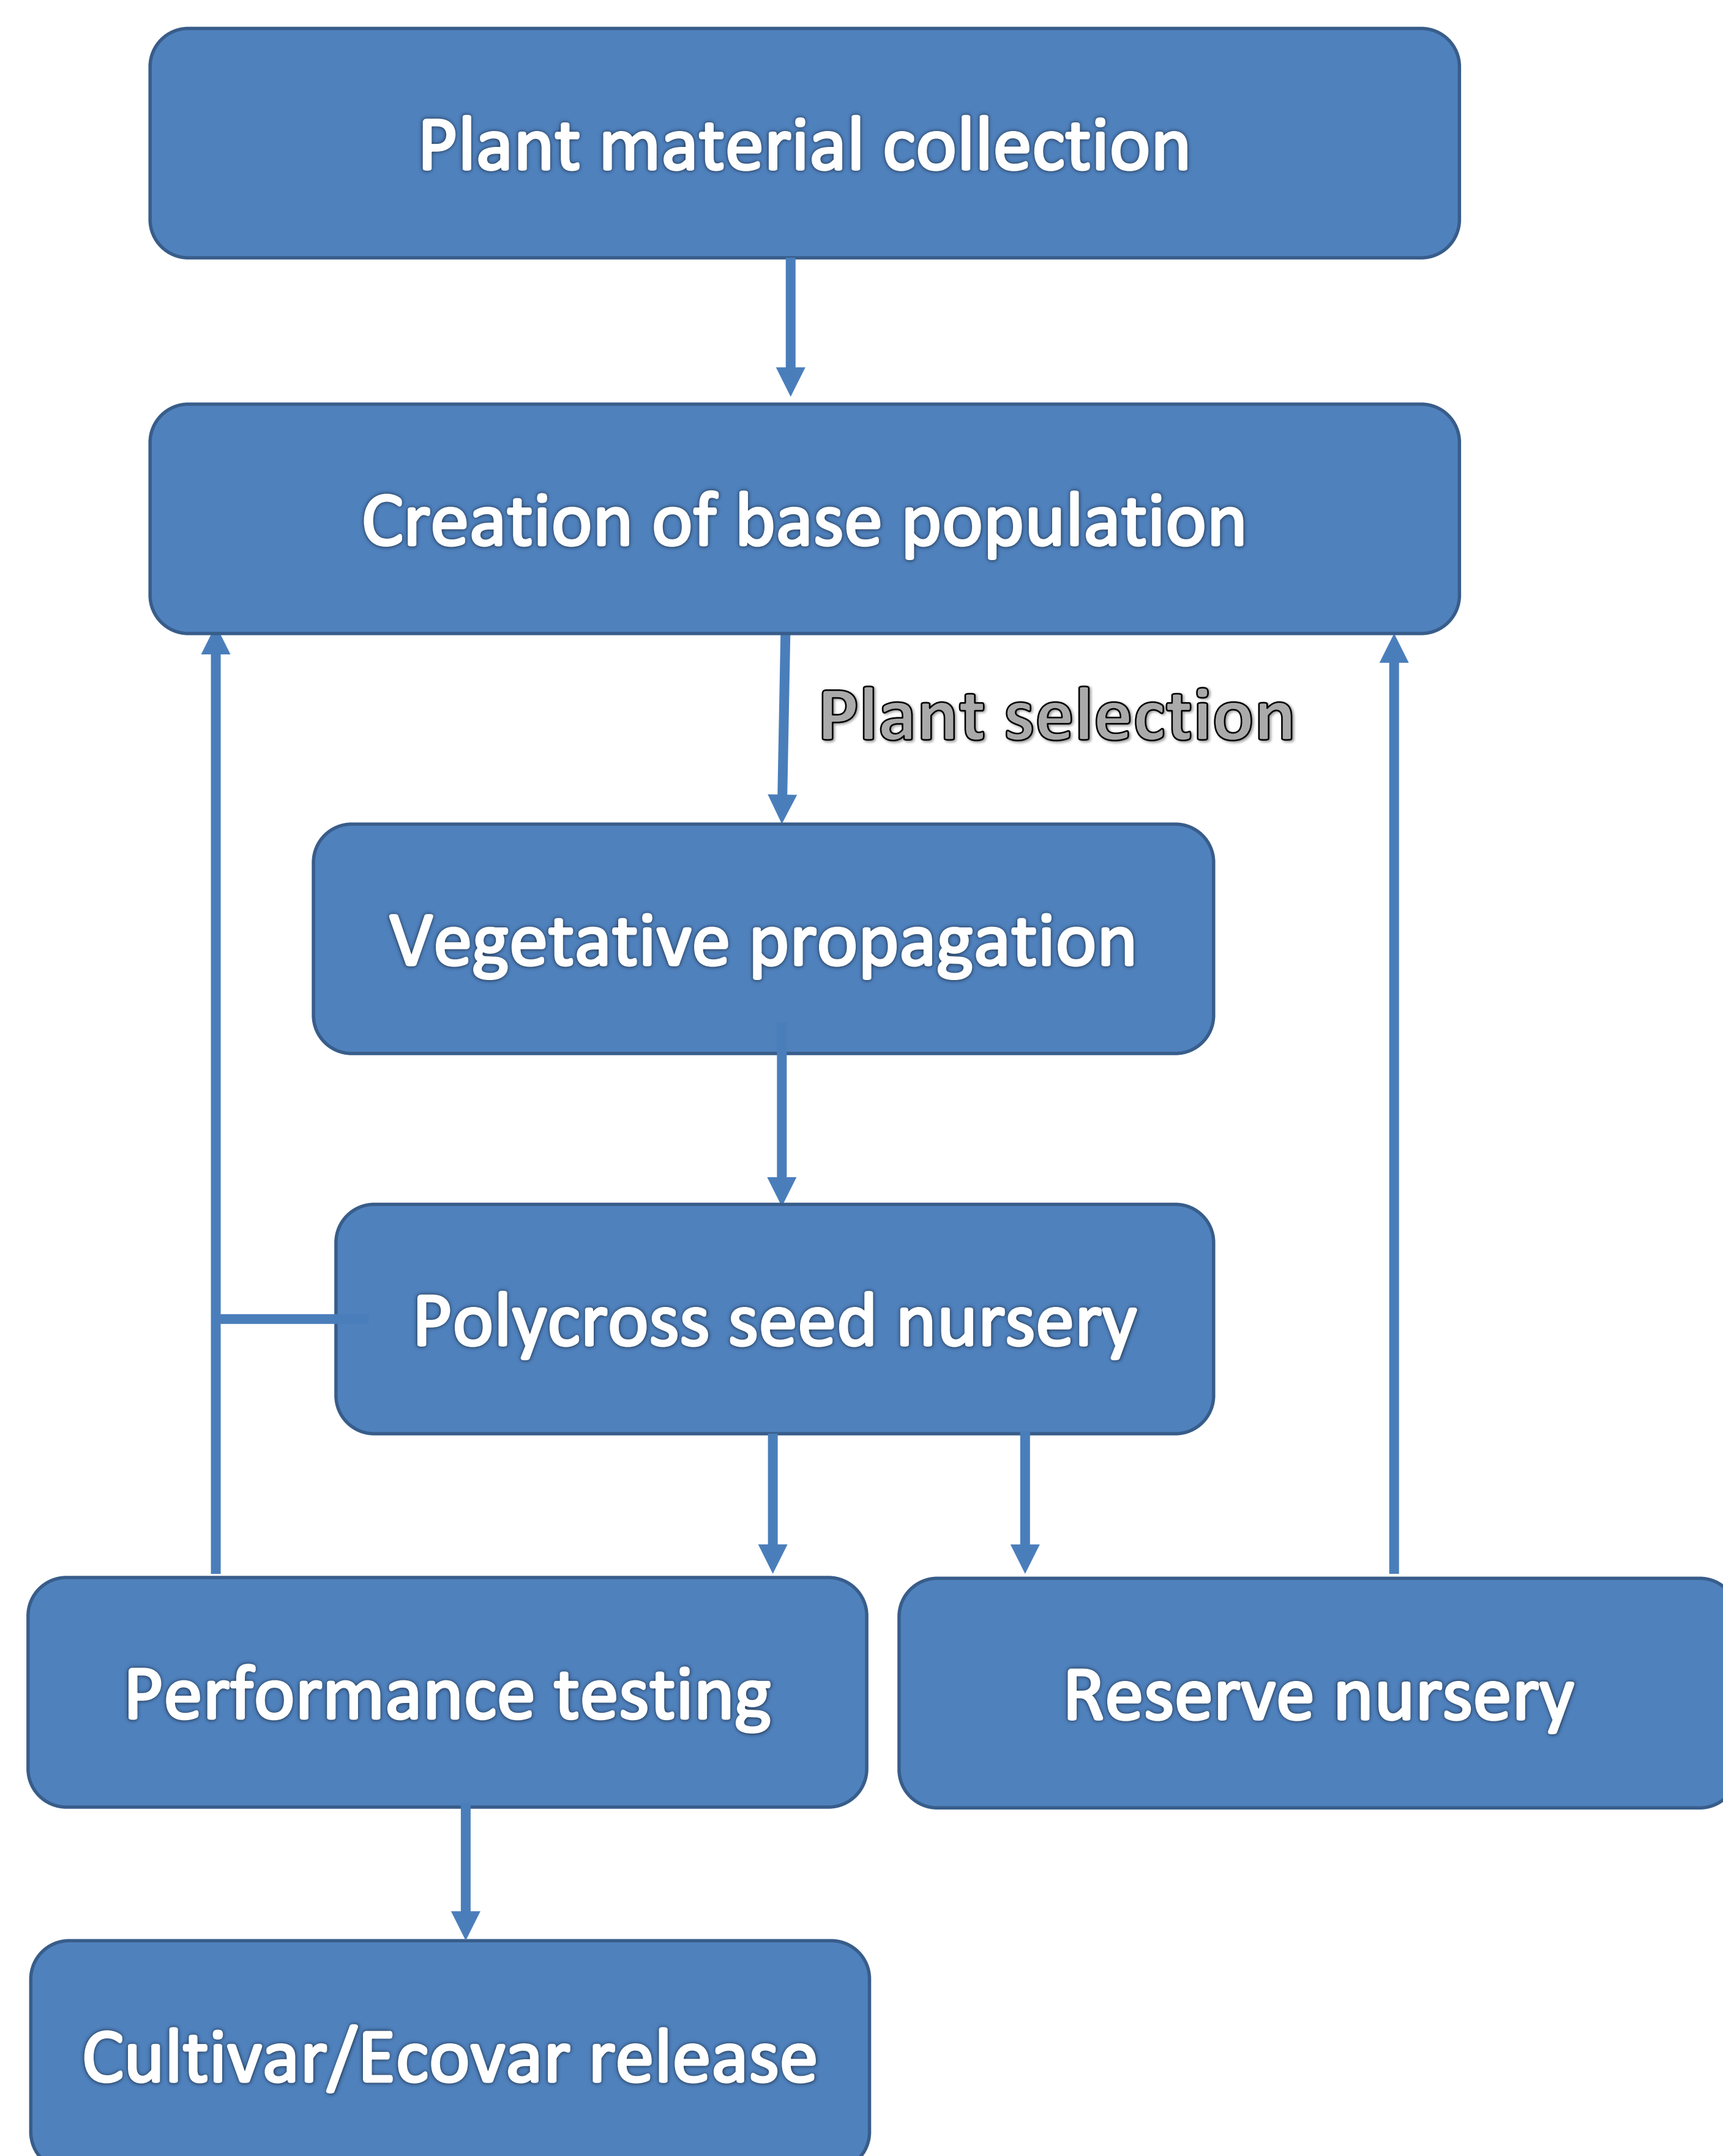 Plant material collection
Creation of base population
Plant selection
Vegetative propagation
Polycross seed nursery
Performance testing
Reserve nursery
Cultivar/Ecovar release